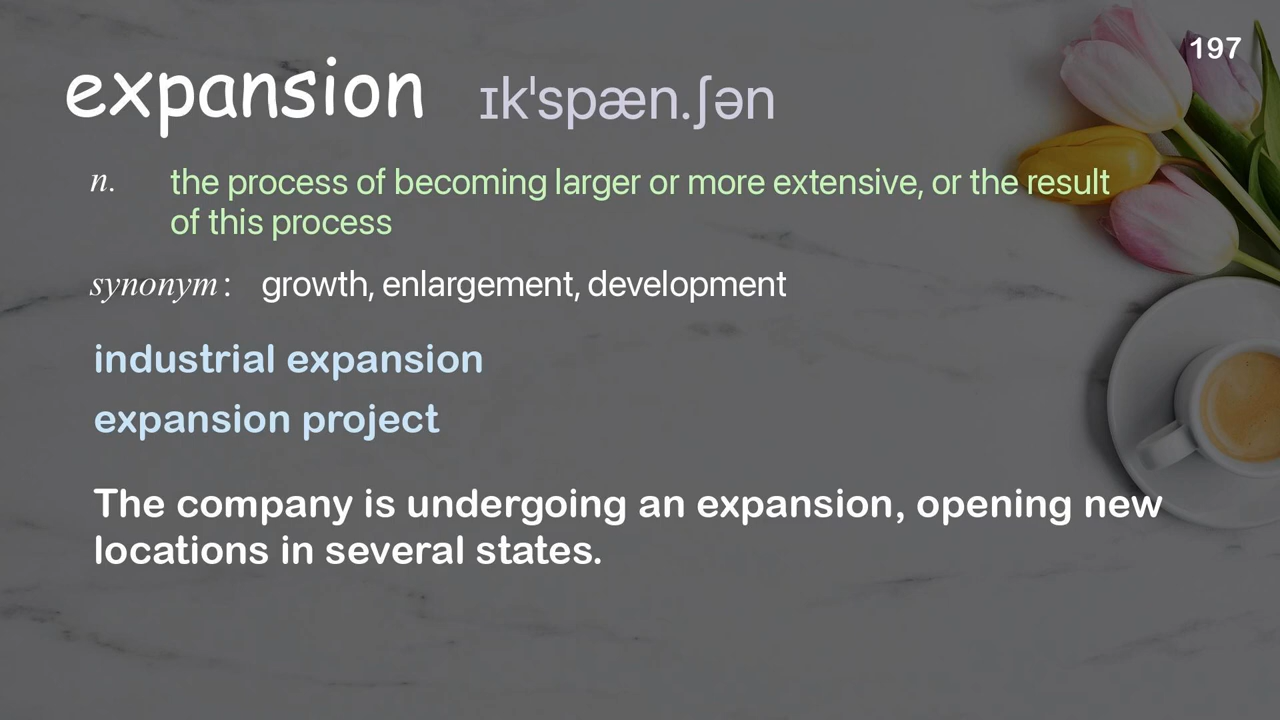 197
expansion ɪkˈspæn.ʃən
n. the process of becoming larger or more extensive, or the result
of this process
synonym: growth, enlargement, development
industrial expansion
expansion project
The company is undergoing an expansion, opening new
locations in several states.